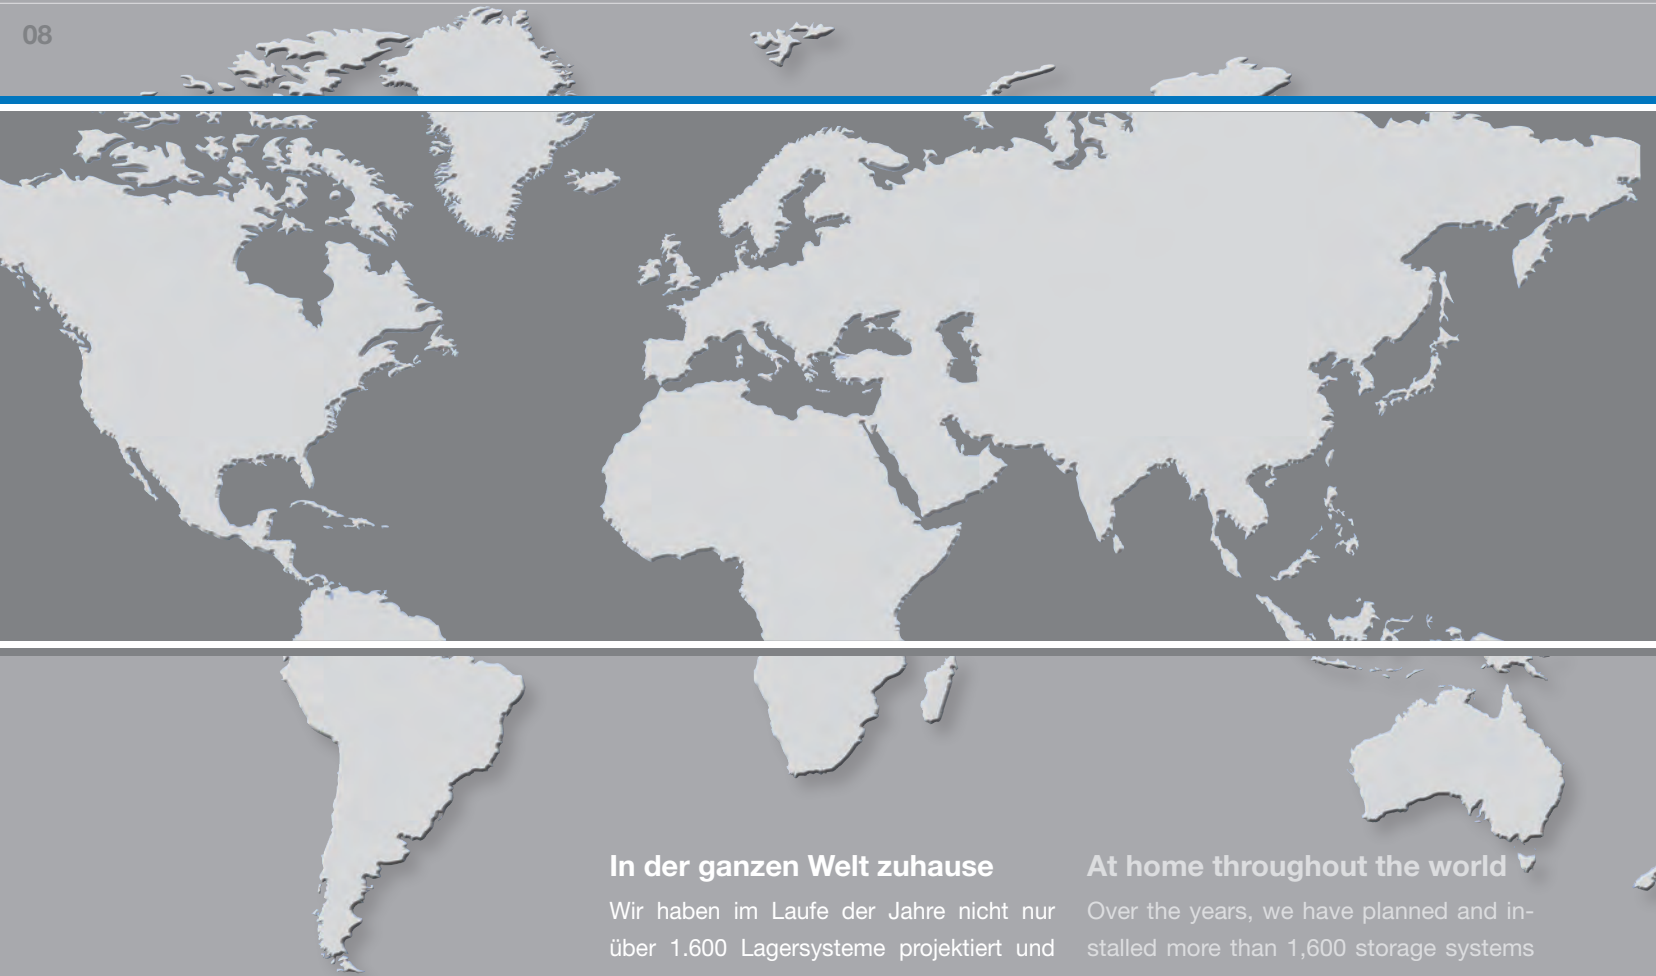 08
In der ganzen Welt zuhause
Wir haben im Laufe der Jahre nicht nur
über 1.600 Lagersysteme projektiert und
At home throughout the world
Over the years, we have planned and in-
stalled more than 1,600 storage systems